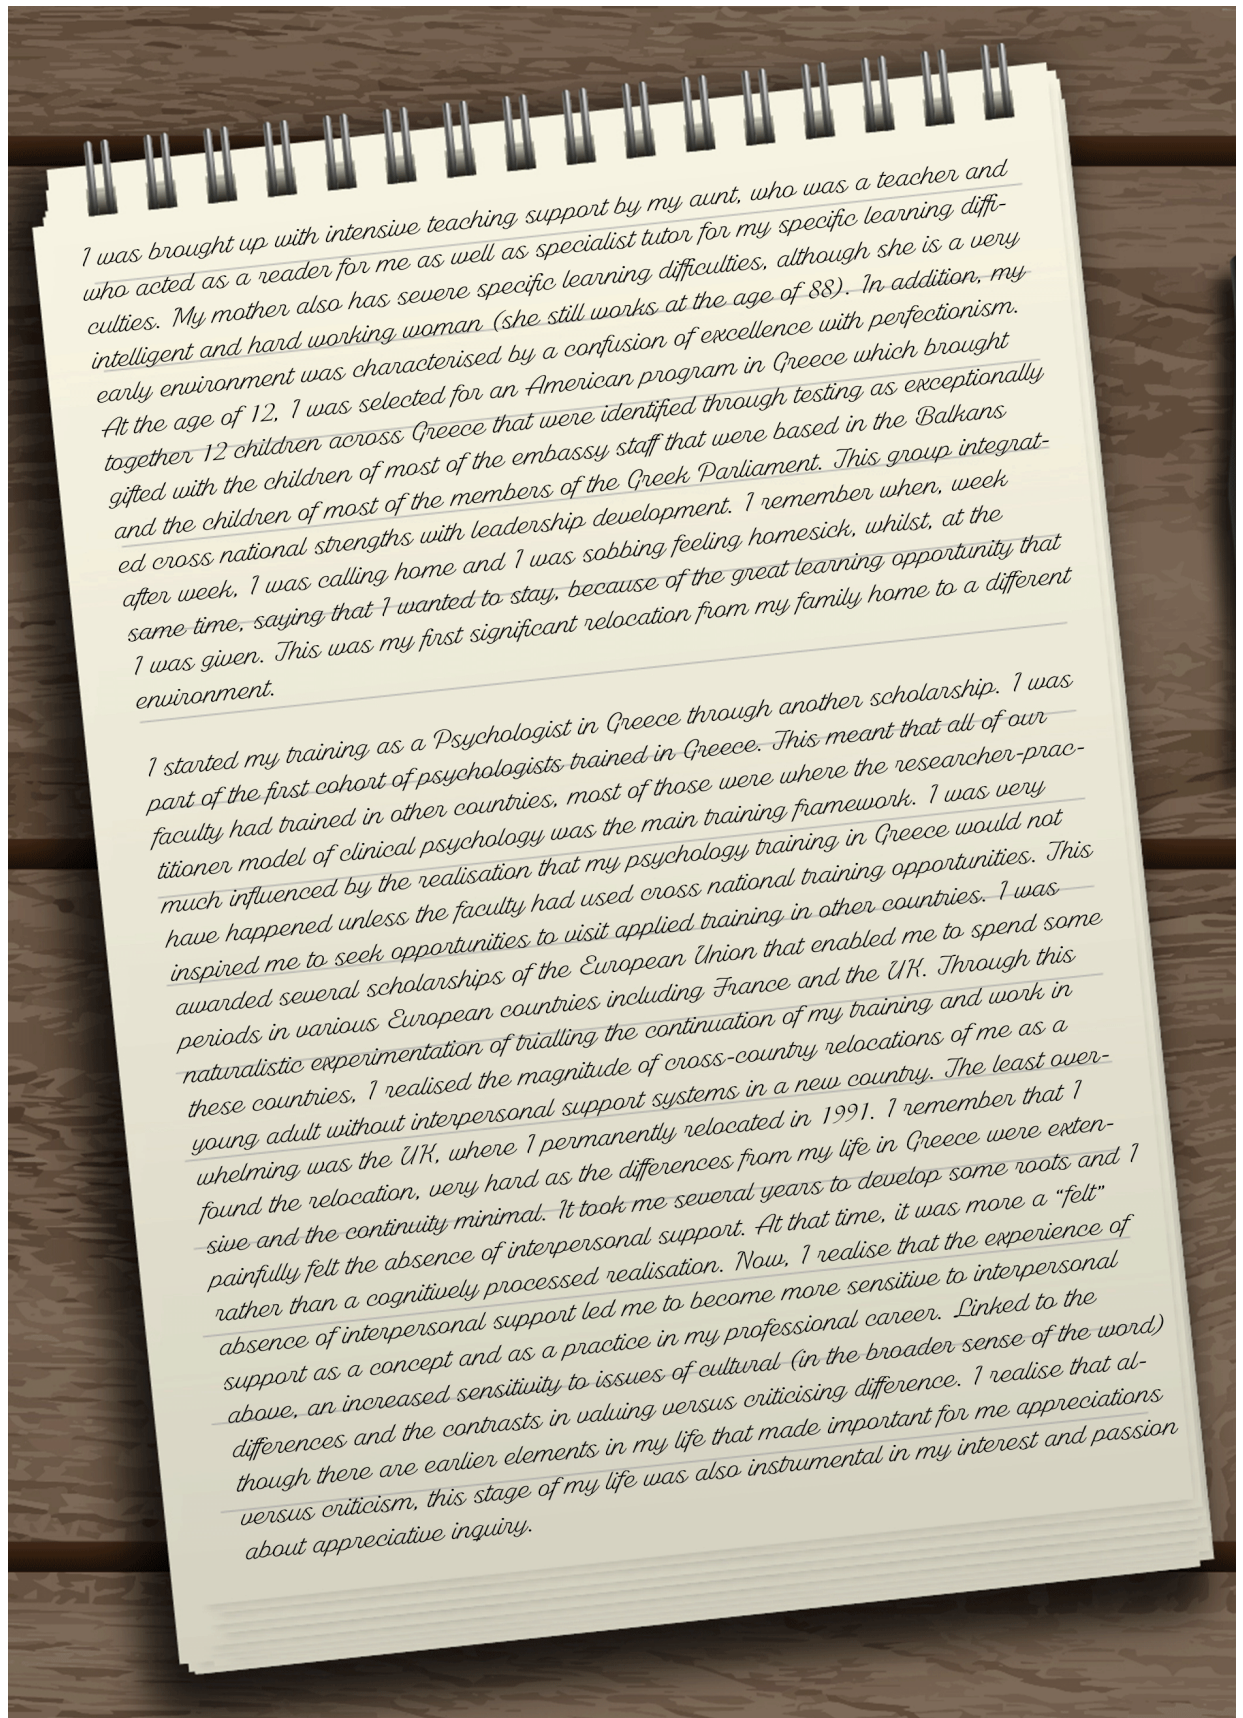 I was brought up with intensive teaching support by my aunt, who was a teacher and
who acted as a reader for me as well as specialist tutor for my specific learning diffi-
culties. My mother also has severe specific learning difficulties, although she is a very
intelligent and hard working woman (she still works at the age of 88). In addition, my
early environment was characterised by a confusion of excellence with perfectionism.
At the age of 12, I was selected for an American program in Greece which brought
together 12 children across Greece that were identified through testing as exceptionally
gifted with the children of most of the embassy staff that were based in the Balkans
and the children of most of the members of the Greek Parliament. This group integrat-
ed cross national strengths with leadership development. I remember when, week
after week, I was calling home and I was sobbing feeling homesick, whilst, at the
same time, saying that I wanted to stay, because of the great learning opportunity that
I was given. This was my first significant relocation from my family home to a different
environment.
I started my training as a Psychologist in Greece through another scholarship. I was
part of the first cohort of psychologists trained in Greece. This meant that all of our
faculty had trained in other countries, most of those were where the researcher-prac-
titioner model of clinical psychology was the main training framework. I was very
much influenced by the realisation that my psychology training in Greece would not
have happened unless the faculty had used cross national training opportunities. This
inspired me to seek opportunities to visit applied training in other countries. I was
awarded several scholarships of the European Union that enabled me to spend some
periods in various European countries including France and the UK. Through this
naturalistic experimentation of trialling the continuation of my training and work in
these countries, I realised the magnitude of cross-country relocations of me as a
young adult without interpersonal support systems in a new country. The least over-
whelming was the UK, where I permanently relocated in 1991. I remember that I
found the relocation, very hard as the differences from my life in Greece were exten-
sive and the continuity minimal. It took me several years to develop some roots and I
painfully felt the absence of interpersonal support. At that time, it was more a “felt”
rather than a cognitively processed realisation. Now, I realise that the experience of
absence of interpersonal support led me to become more sensitive to interpersonal
support as a concept and as a practice in my professional career. Linked to the
above, an increased sensitivity to issues of cultural (in the broader sense of the word)
differences and the contrasts in valuing versus criticising difference. I realise that al-
though there are earlier elements in my life that made important for me appreciations
versus criticism, this stage of my life was also instrumental in my interest and passion
about appreciative inquiry.